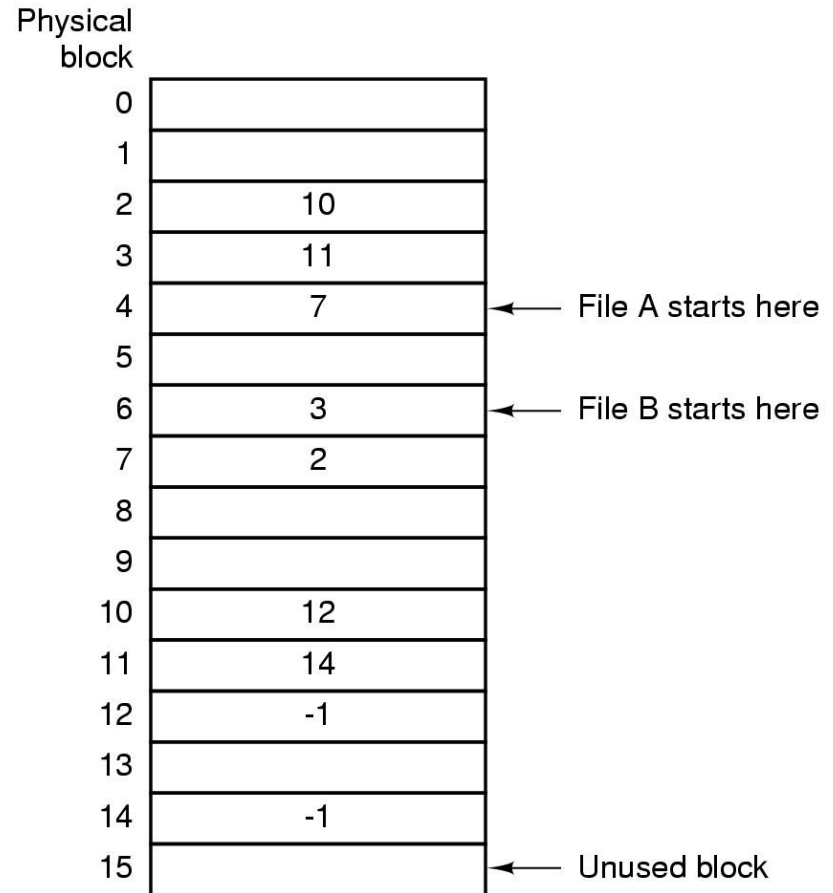 Physical
block
0
1
2 10
3 11
4 7 File A starts here
5
6 3 File B starts here
7 2
8
9
10 12
11 14
12 -1
13
14 -1
15 Unused block